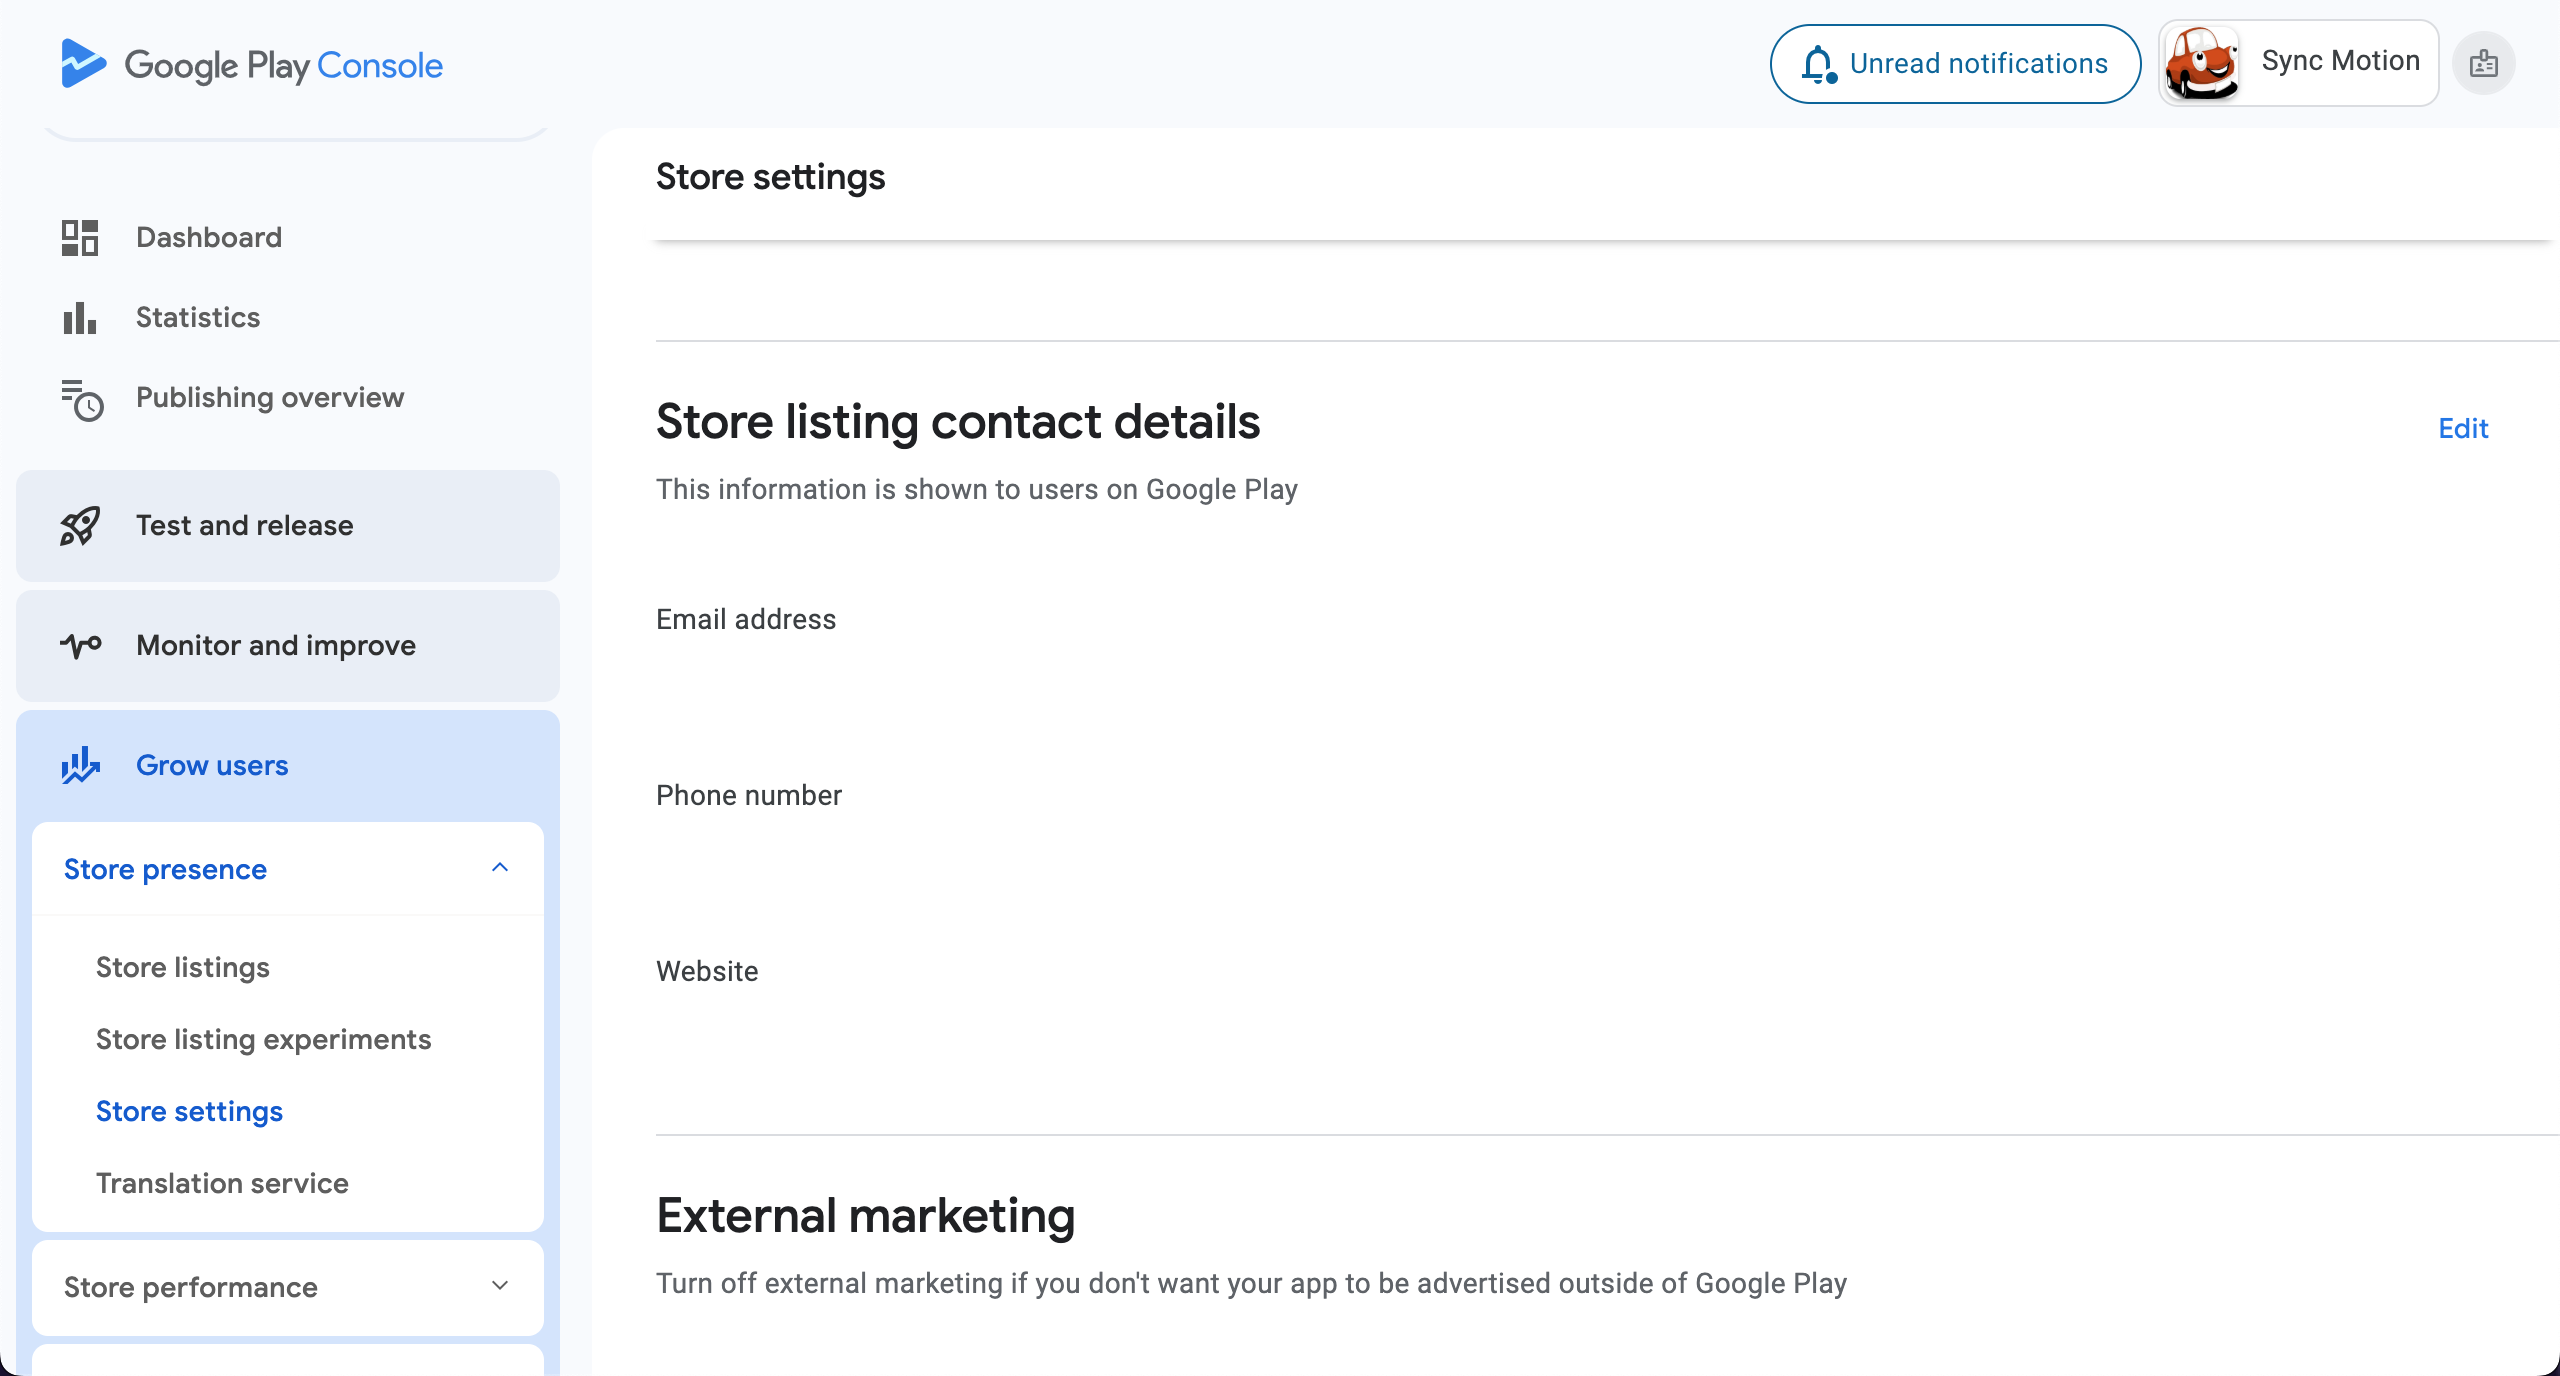 Google Play Console
Unread notifications
Sync Motion
Dashboard
Statistics
Publishing overview
Test and release
Monitor and improve
Grow users
Store presence
Store listings
Store listing experiments
Store settings
Translation service
Store performance
Store settings
Store listing contact details
Edit
This information is shown to users on Google Play
Email address
Phone number
Website
External marketing
Turn off external marketing if you don't want your app to be advertised outside of Google Play